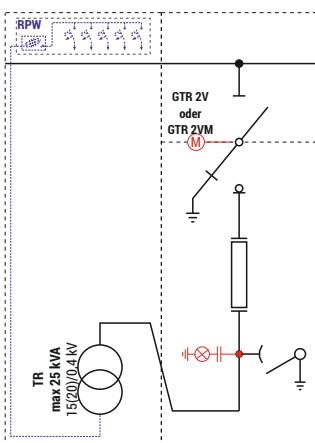 RPW
GTR 2V
oder
GTR 2VM
M
TR
max 25 kVA
15(20)/0.4 kV